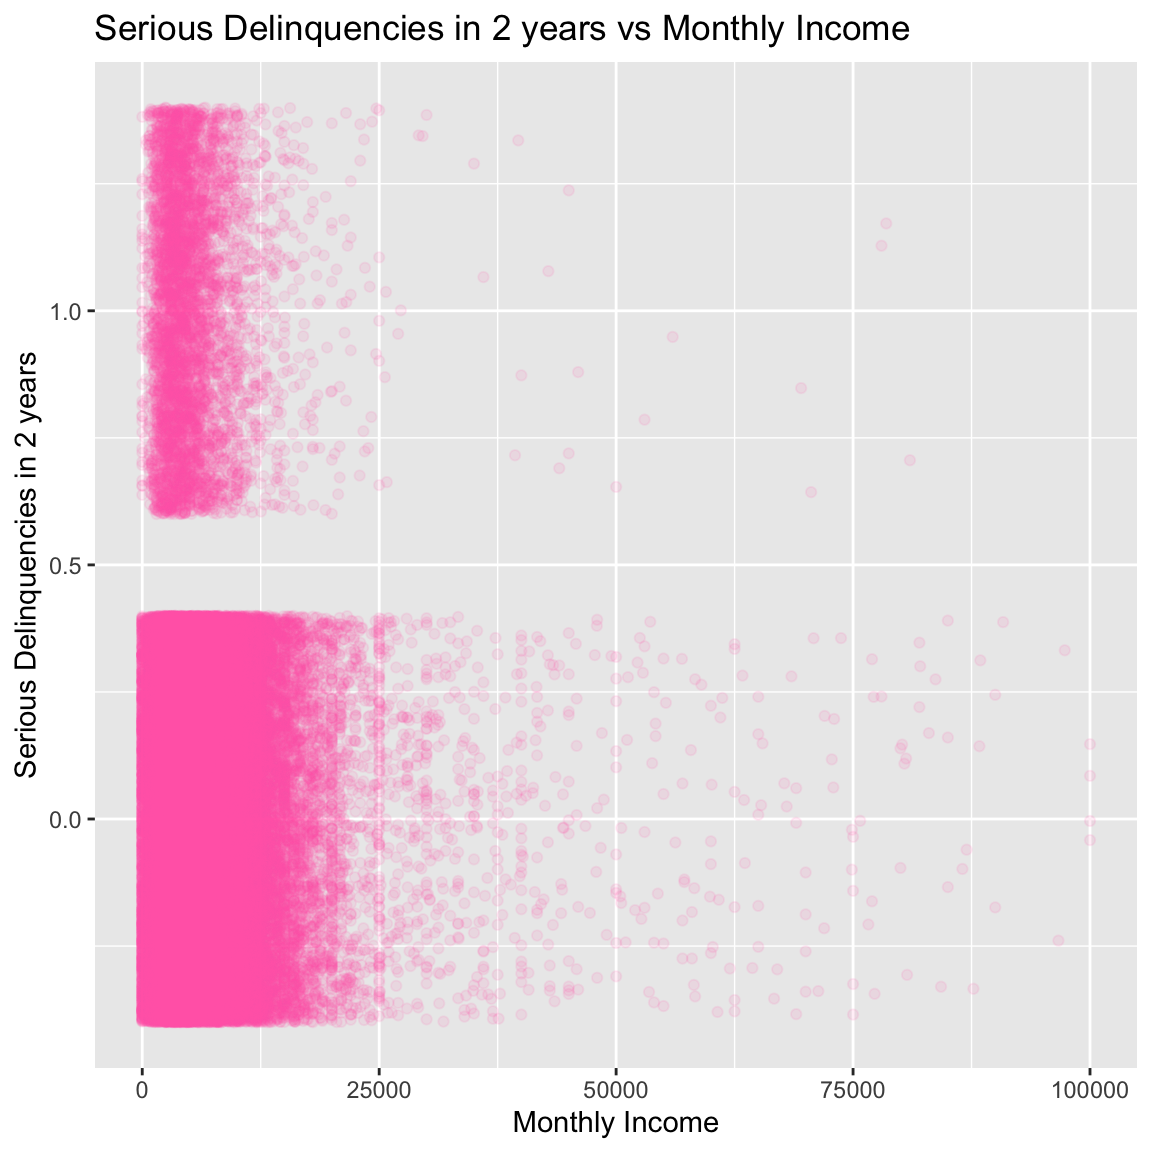 Serious Delinquencies in 2 years vs Monthly Income
Serious Delinquencies in 2 years
1.0
0.5
0.0
0 25000 50000 75000 100000
Monthly Income